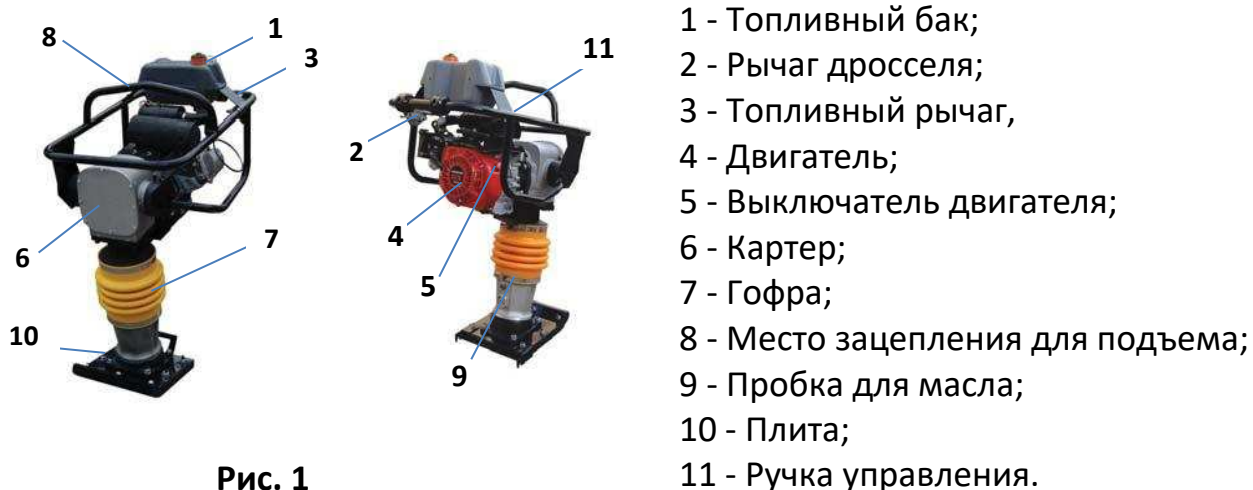 8
1
3
11
2
6
7
4
5
10
9
Рис. 1
1 - Топливный бак;
2 - Рычаг дросселя;
3 - Топливный рычаг,
4 - Двигатель;
5 - Выключатель двигателя;
6 - Картер;
7 - Гофра;
8 - Место зацепления для подъема;
9 - Пробка для масла;
10 - Плита;
11 - Ручка управления.